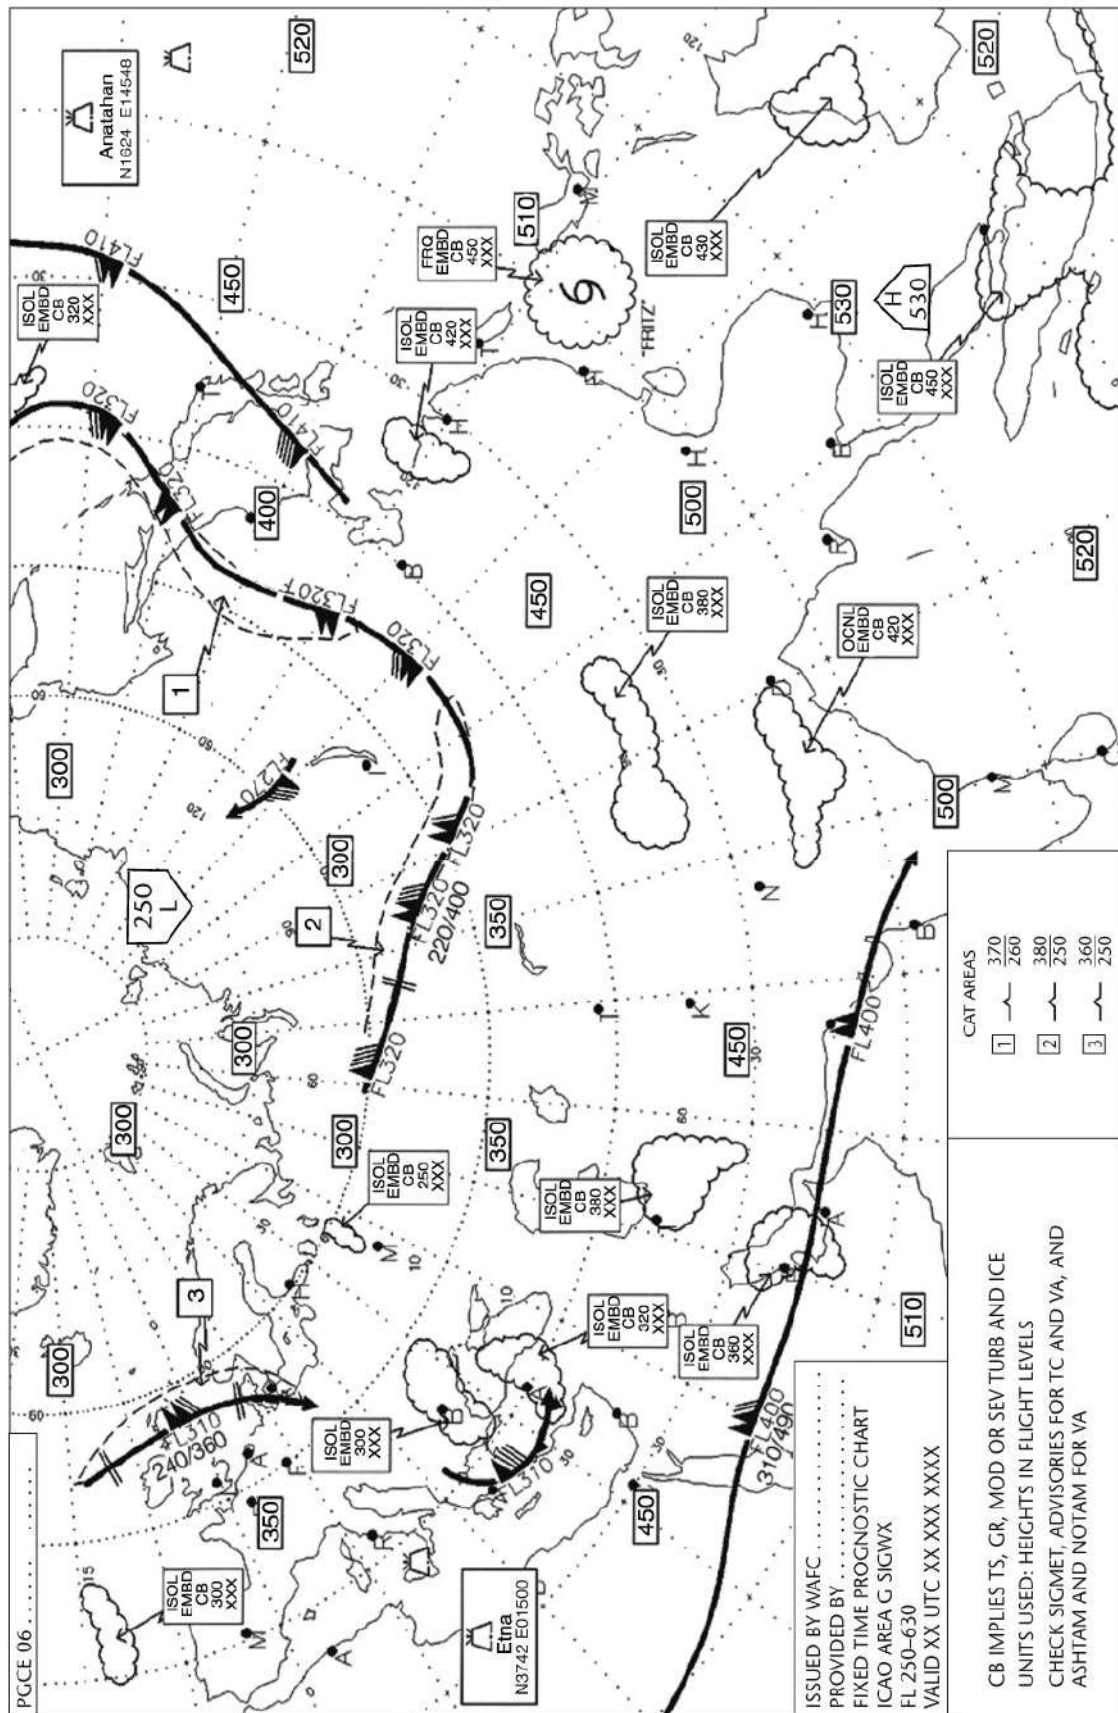 PGCE 06
ISSUED BY WAFC
PROVIDED BY
FIXED TIME PROGNOSTIC CHART
ICAO AREA G SIGWX
FL 250–630
VALID XX UTC XX XXX XXXX
CB IMPLIES TS, GR, MOD OR SEV TURB AND ICE
UNITS USED: HEIGHTS IN FLIGHT LEVELS
CHECK SIGMET, ADVISORIES FOR TC AND VA, AND
ASHTAM AND NOTAM FOR VA
CAT AREAS
1 370
260
2 380
250
3 360
250
Etna
N3742 E01500
Anatahan
N1624 E14548
ISOL
EMBD
CB
300
XXX
ISOL
EMBD
300
XXX
ISOL
EMBD
CB
320
XXX
ISOL
EMBD
CB
360
XXX
ISOL
EMBD
CB
250
XXX
ISOL
EMBD
CB
380
XXX
ISOL
EMBD
CB
380
XXX
OCNL
EMBD
CB
420
XXX
ISOL
EMBD
CB
420
XXX
FRQ
EMBD
CB
450
XXX
ISOL
EMBD
CB
430
XXX
ISOL
EMBD
CB
450
XXX
ISOL
EMBD
CB
320
XXX
"FRITZ"
H
530
250
L
FL310
240/360
FL310
FL400
310/490
FL400
FL320
FL320
220/400
FL320
FL320
FL320
FL320
FL270
FL410
FL410
1
2
3
300
300
300
300
300
300
350
350
350
400
450
450
450
450
500
500
510
510
520
520
520
530